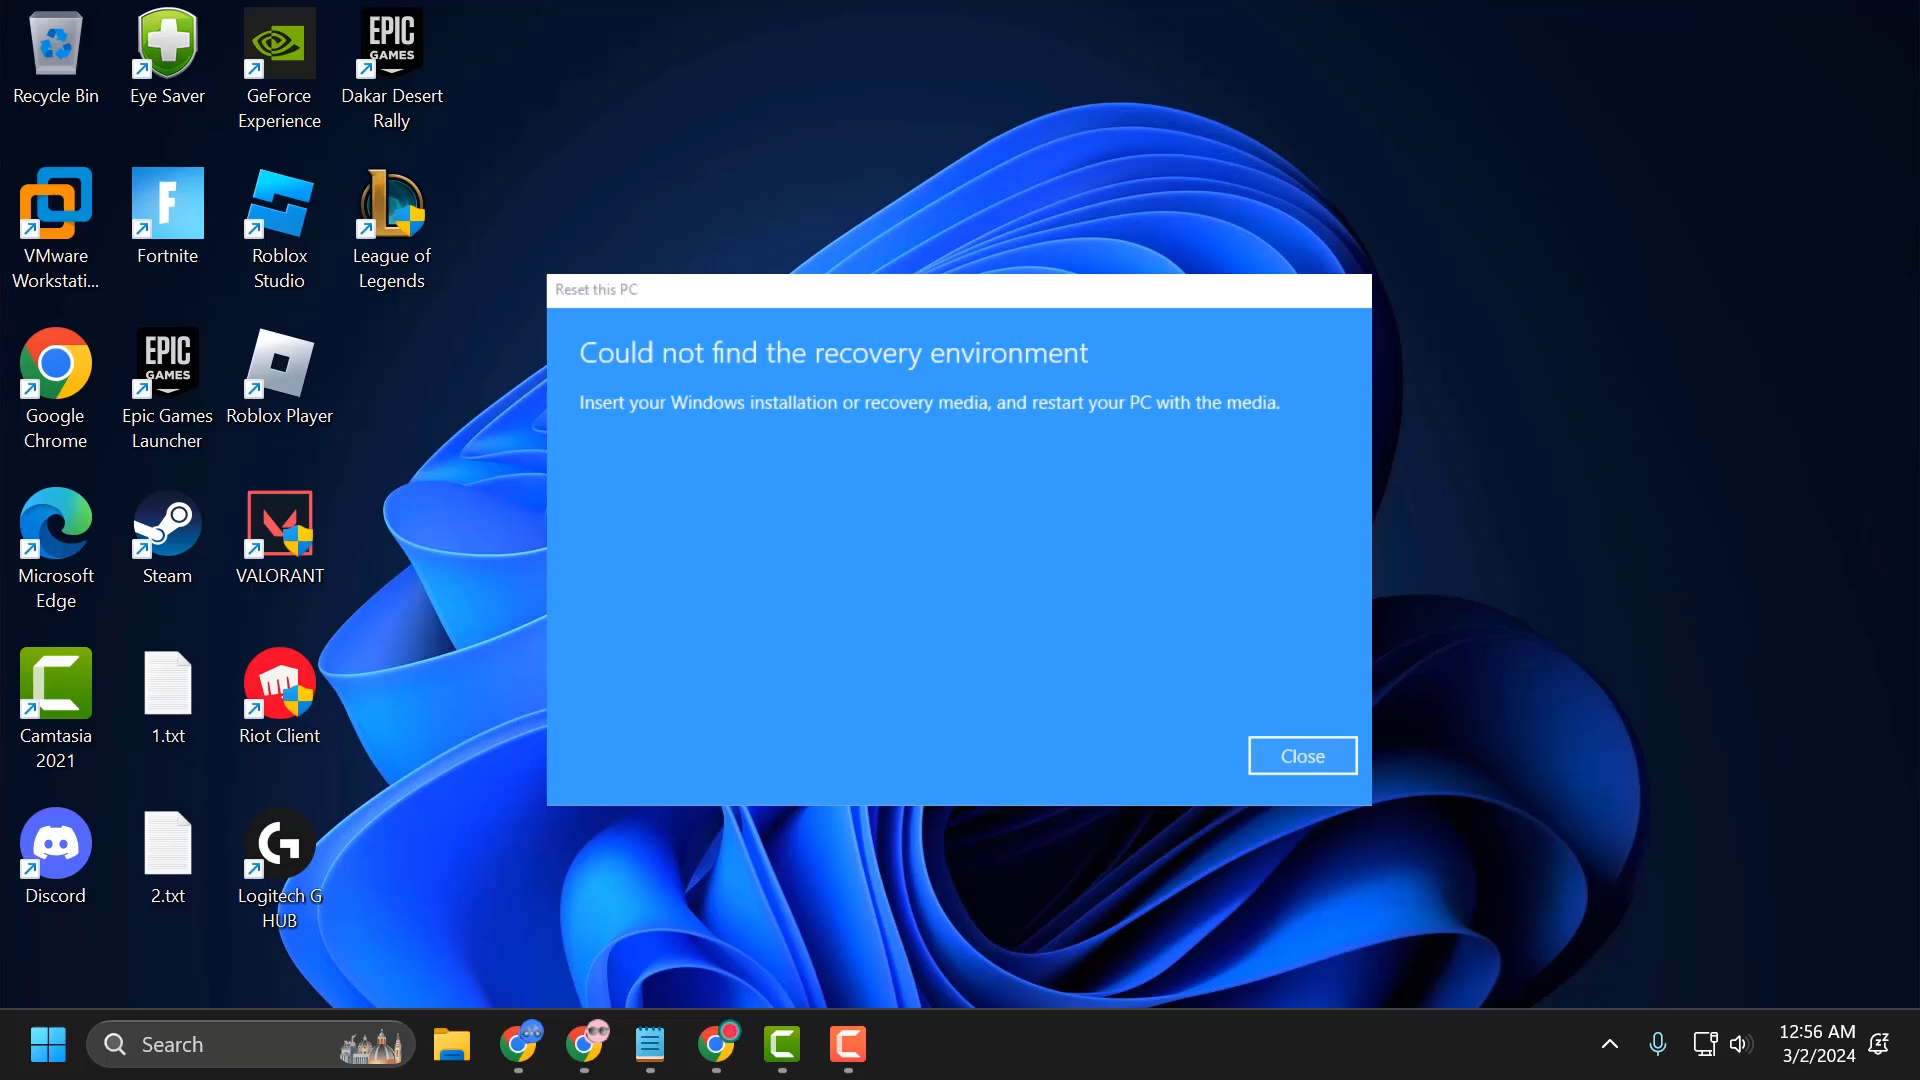 Recycle Bin
Eye Saver
GeForce
Experience
EPIC
GAMES
Dakar Desert
Rally
VMware
Workstati...
F
Fortnite
Roblox
Studio
L
League of
Legends
Google
Chrome
EPIC
GAMES
Epic Games
Launcher
Roblox Player
Microsoft
Edge
Steam
VALORANT
Camtasia
2021
1.txt
Riot Client
Discord
2.txt
Logitech G
HUB
Reset this PC
Could not find the recovery environment
Insert your Windows installation or recovery media, and restart your PC with the media.
Close
Search
12:56 AM
3/2/2024